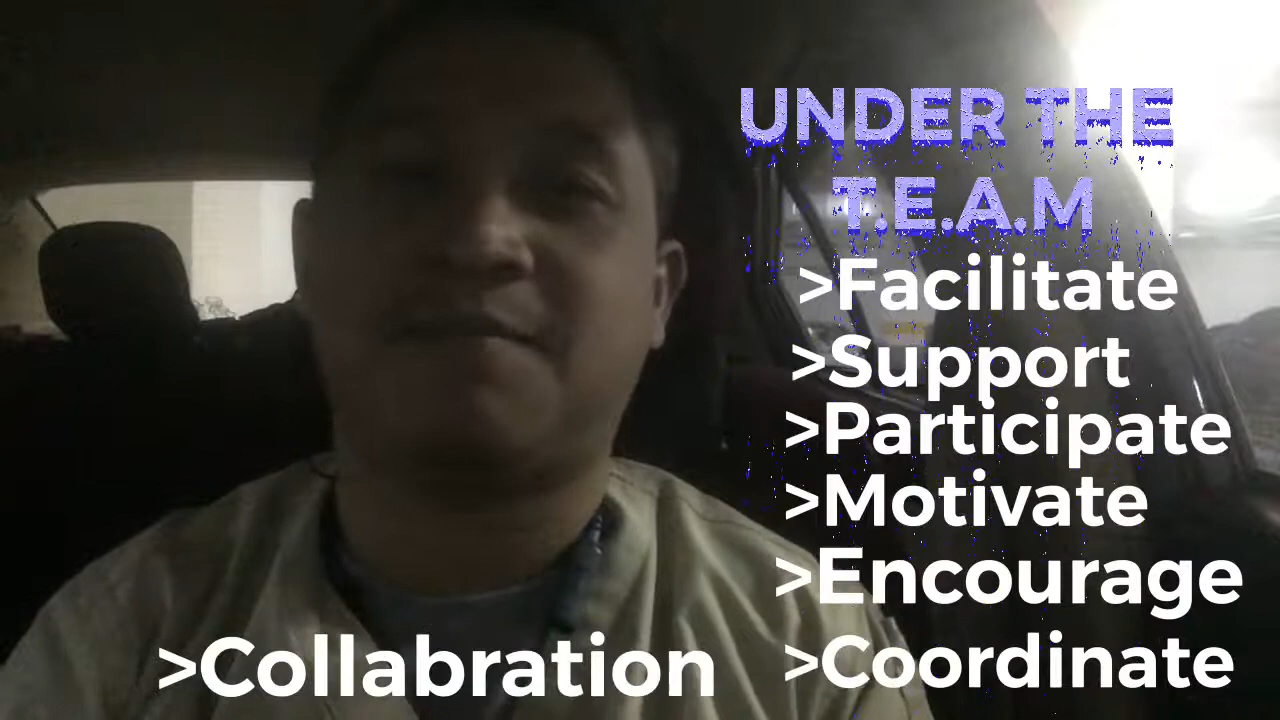 UNDER THE
T.E.A.M
>Facilitate
>Support
>Participate
>Motivate
>Encourage
>Coordinate
>Collabration